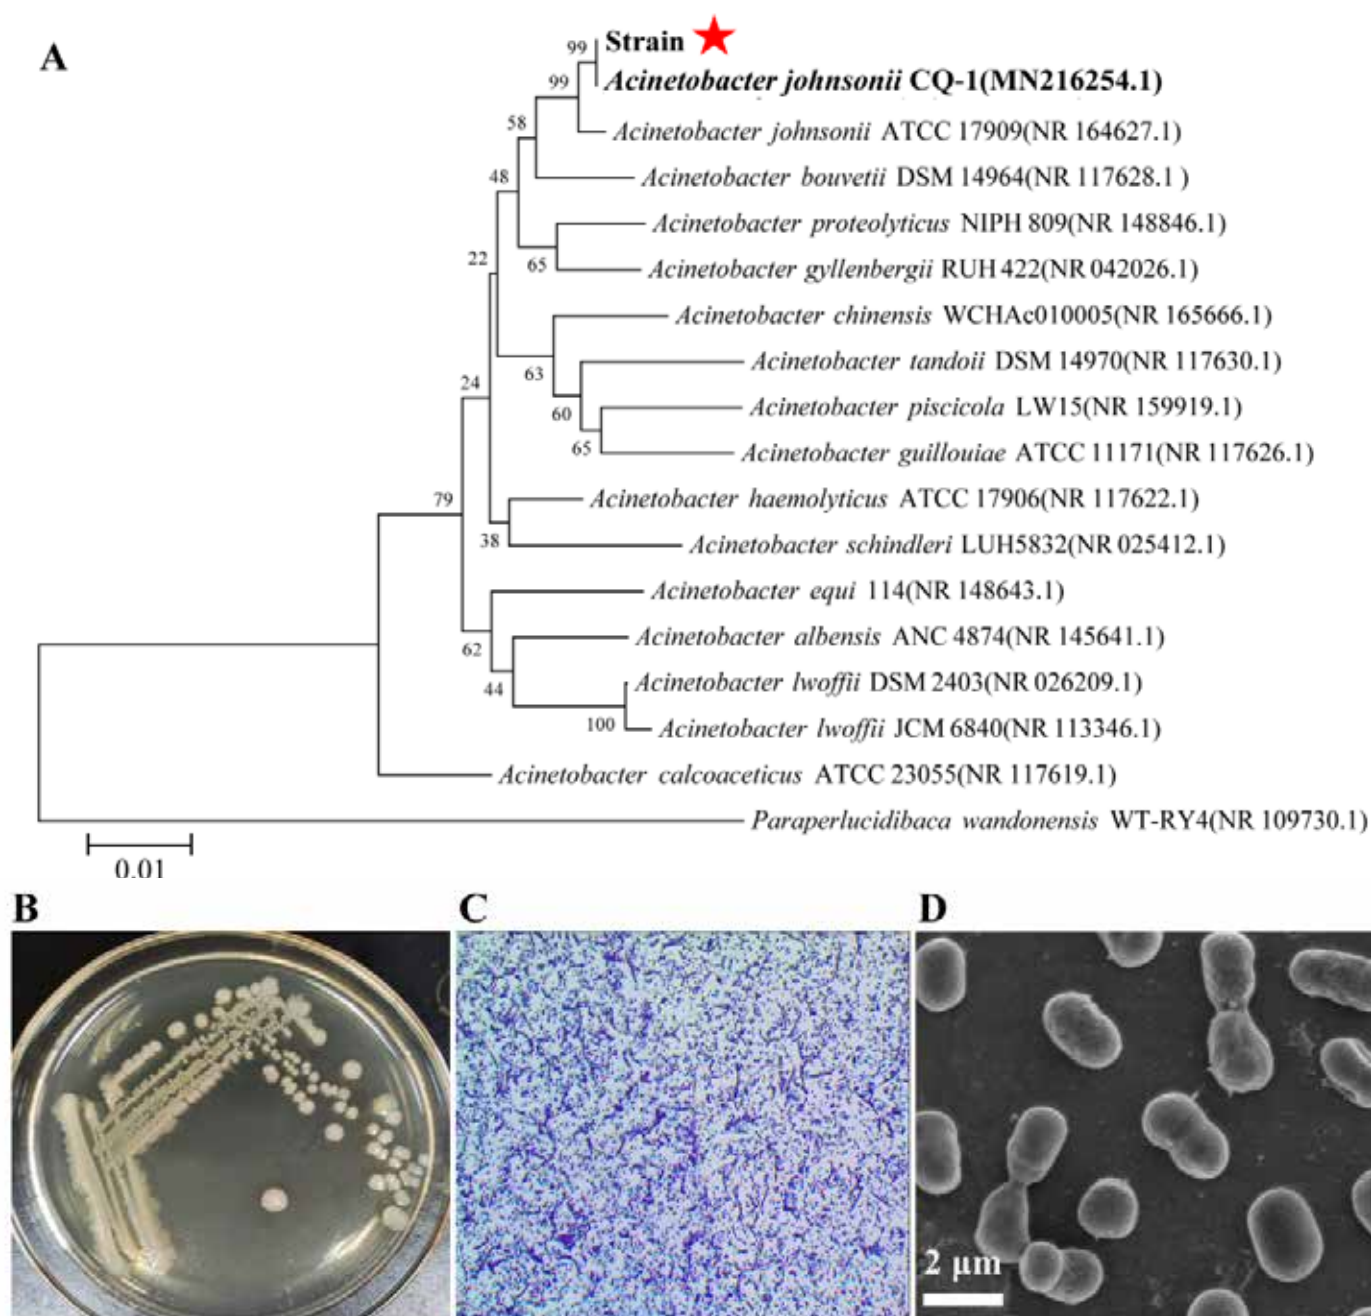 A
99 Strain
Acinetobacter johnsonii CQ-1(MN216254.1)
99
Acinetobacter johnsonii ATCC 17909(NR 164627.1)
58
Acinetobacter bouvetii DSM 14964(NR 117628.1 )
48
Acinetobacter proteolyticus NIPH 809(NR 148846.1)
22
65 Acinetobacter gyllenbergii RUH 422(NR 042026.1)
Acinetobacter chinensis WCHAc010005(NR 165666.1)
63 Acinetobacter tandoii DSM 14970(NR 117630.1)
24
60 Acinetobacter piscicola LW15(NR 159919.1)
65 Acinetobacter guillouiae ATCC 11171(NR 117626.1)
79 Acinetobacter haemolyticus ATCC 17906(NR 117622.1)
38 Acinetobacter schindleri LUH5832(NR 025412.1)
Acinetobacter equi 114(NR 148643.1)
62 Acinetobacter albensis ANC 4874(NR 145641.1)
44 Acinetobacter lwoffii DSM 2403(NR 026209.1)
100 Acinetobacter lwoffii JCM 6840(NR 113346.1)
Acinetobacter calcoaceticus ATCC 23055(NR 117619.1)
Paraperlucidibaca wandonensis WT-RY4(NR 109730.1)
0.01
B
C
D
2 µm